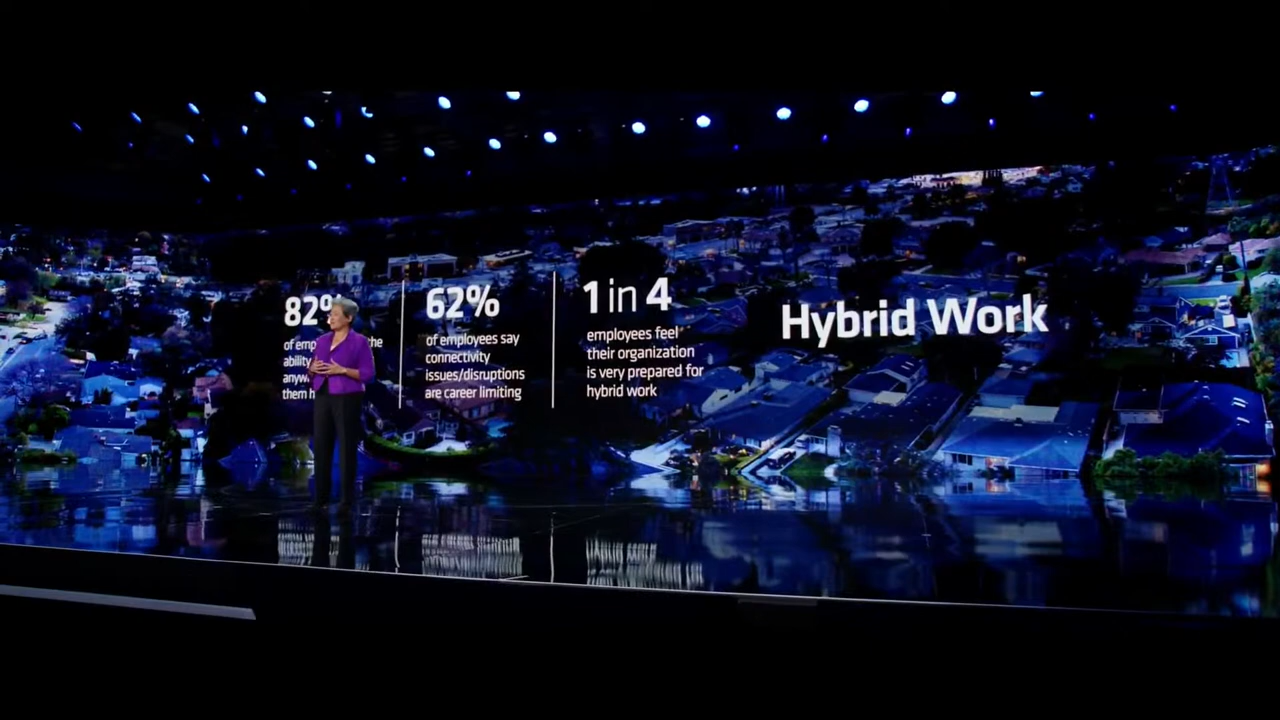 82%
of emp the
ability
anyw
them h
62%
of employees say
connectivity
issues/disruptions
are career limiting
1 in 4
employees feel
their organization
is very prepared for
hybrid work
Hybrid Work